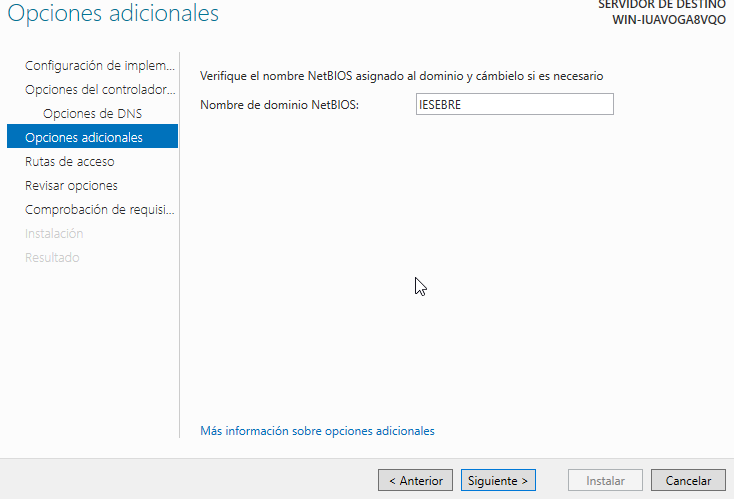 Opciones adicionales
SERVIDOR DE DESTINO
WIN-IUAVOGA8VQO
Configuración de implem...
Opciones del controlador...
Opciones de DNS
Opciones adicionales
Rutas de acceso
Revisar opciones
Comprobación de requisi...
Instalación
Resultado
Verifique el nombre NetBIOS asignado al dominio y cámbielo si es necesario
Nombre de dominio NetBIOS: IESEBRE
Más información sobre opciones adicionales
< Anterior Siguiente > Instalar Cancelar